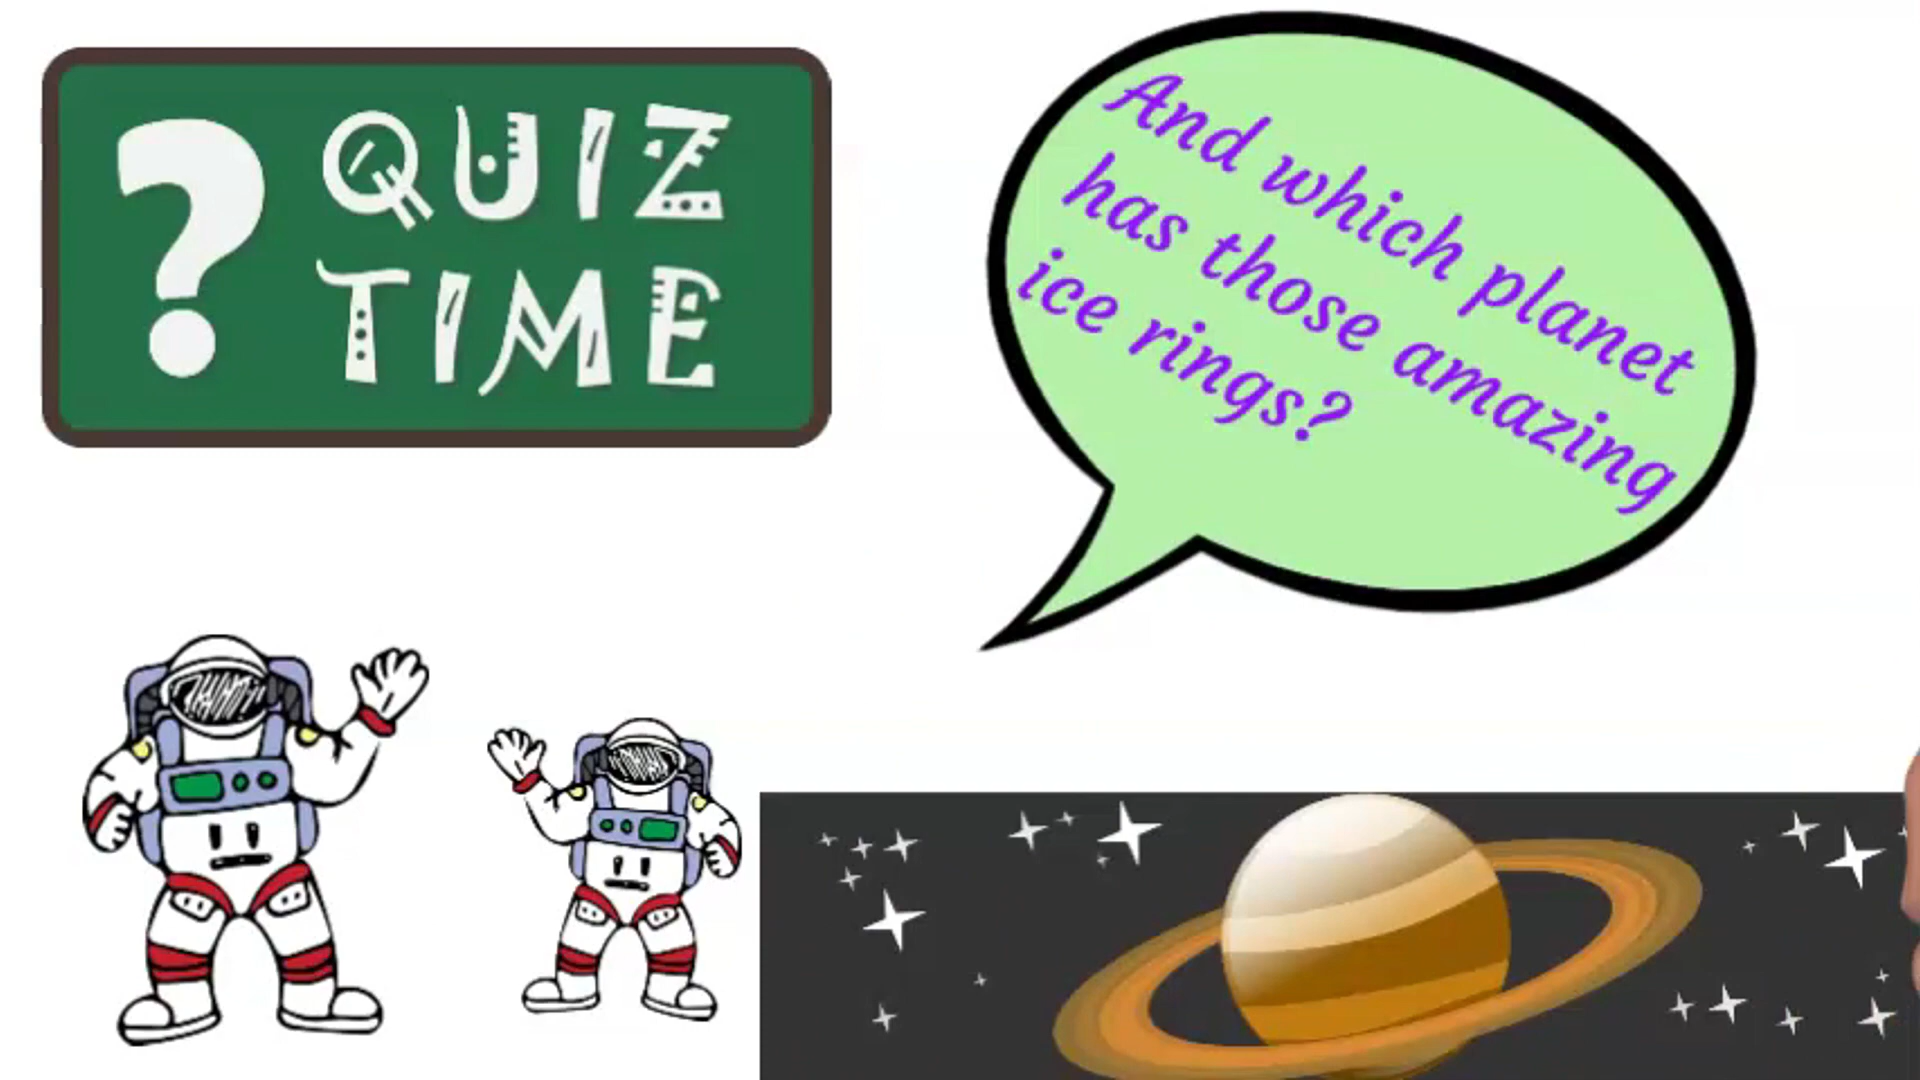 ? QUIZ
TIME
And which planet
has those amazing
ice rings?